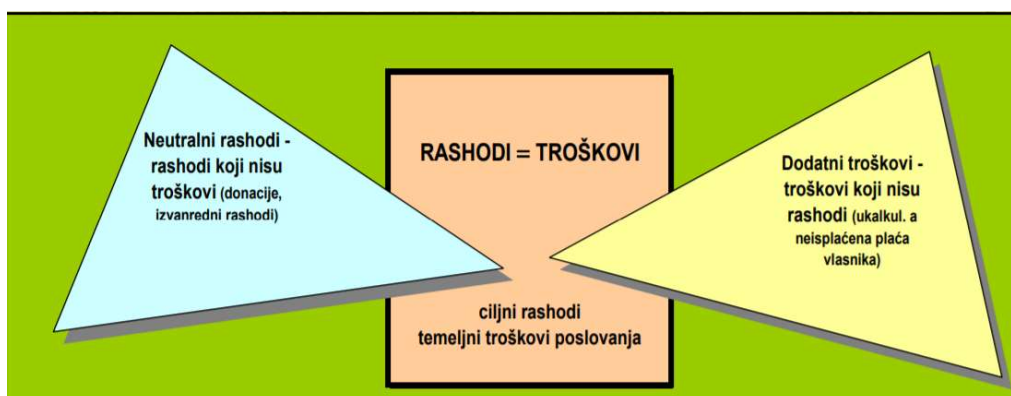 Neutralni rashodi -
rashodi koji nisu
troškovi (donacije,
izvanredni rashodi)
RASHODI = TROŠKOVI
ciljni rashodi
temeljni troškovi poslovanja
Dodatni troškovi -
troškovi koji nisu
rashodi (ukalkul. a
neisplaćena plaća
vlasnika)